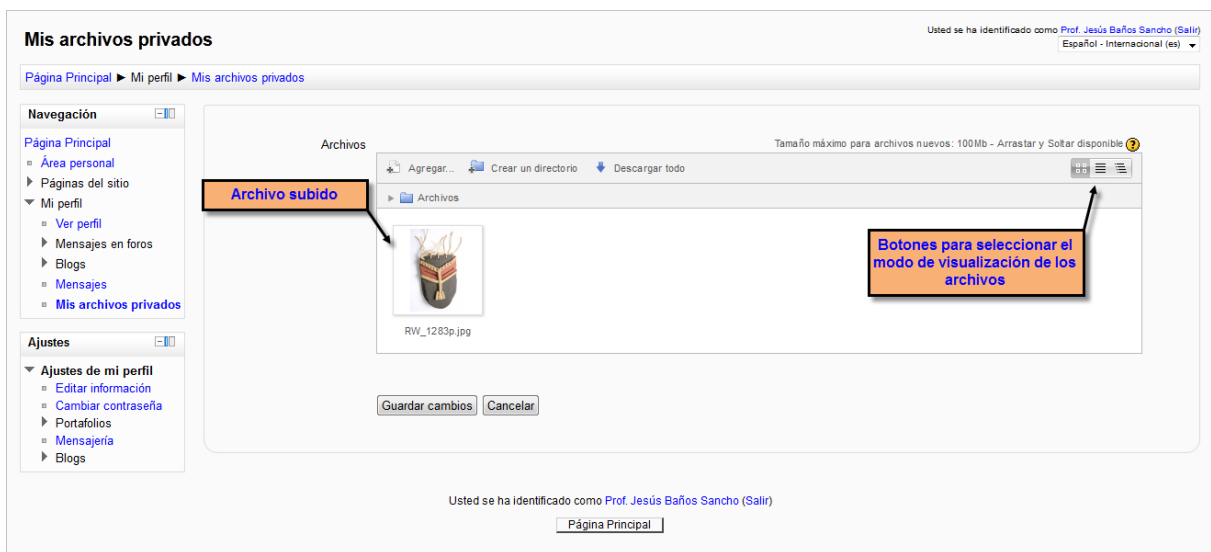 Mis archivos privados
Usted se ha identificado como Prof. Jesús Baños Sancho (Salir)
Español - Internacional (es)
Página Principal ► Mi perfil ► Mis archivos privados
Navegación
Página Principal
Área personal
Páginas del sitio
Mi perfil
Ver perfil
Mensajes en foros
Blogs
Mensajes
Mis archivos privados
Ajustes
Ajustes de mi perfil
Editar información
Cambiar contraseña
Portafolios
Mensajería
Blogs
Archivos
Tamaño máximo para archivos nuevos: 100Mb - Arrastar y Soltar disponible
Agregar... Crear un directorio Descargar todo
Archivos
Archivo subido
Botones para seleccionar el
modo de visualización de los
archivos
RW_1283p.jpg
Guardar cambios Cancelar
Usted se ha identificado como Prof. Jesús Baños Sancho (Salir)
Página Principal